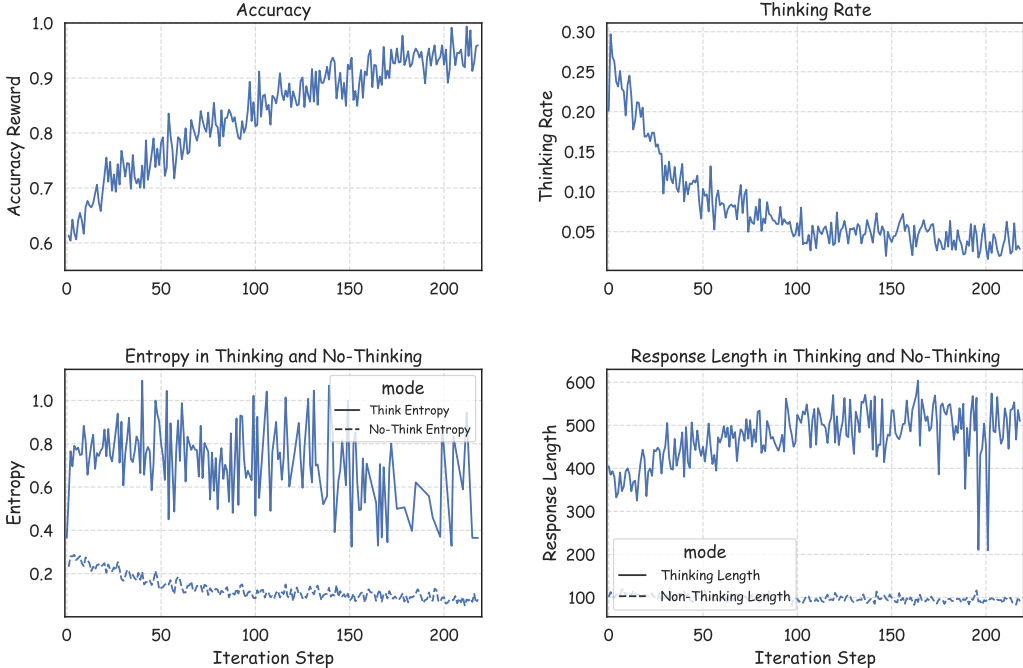 Accuracy
Accuracy Reward
1.0
0.9
0.8
0.7
0.6
0 50 100 150 200
Thinking Rate
Thinking Rate
0.30
0.25
0.20
0.15
0.10
0.05
0 50 100 150 200
Entropy in Thinking and No-Thinking
Entropy
1.0
0.8
0.6
0.4
0.2
mode
Think Entropy
No-Think Entropy
0 50 100 150 200
Iteration Step
Response Length in Thinking and No-Thinking
Response Length
600
500
400
300
200
100
mode
Thinking Length
Non-Thinking Length
0 50 100 150 200
Iteration Step